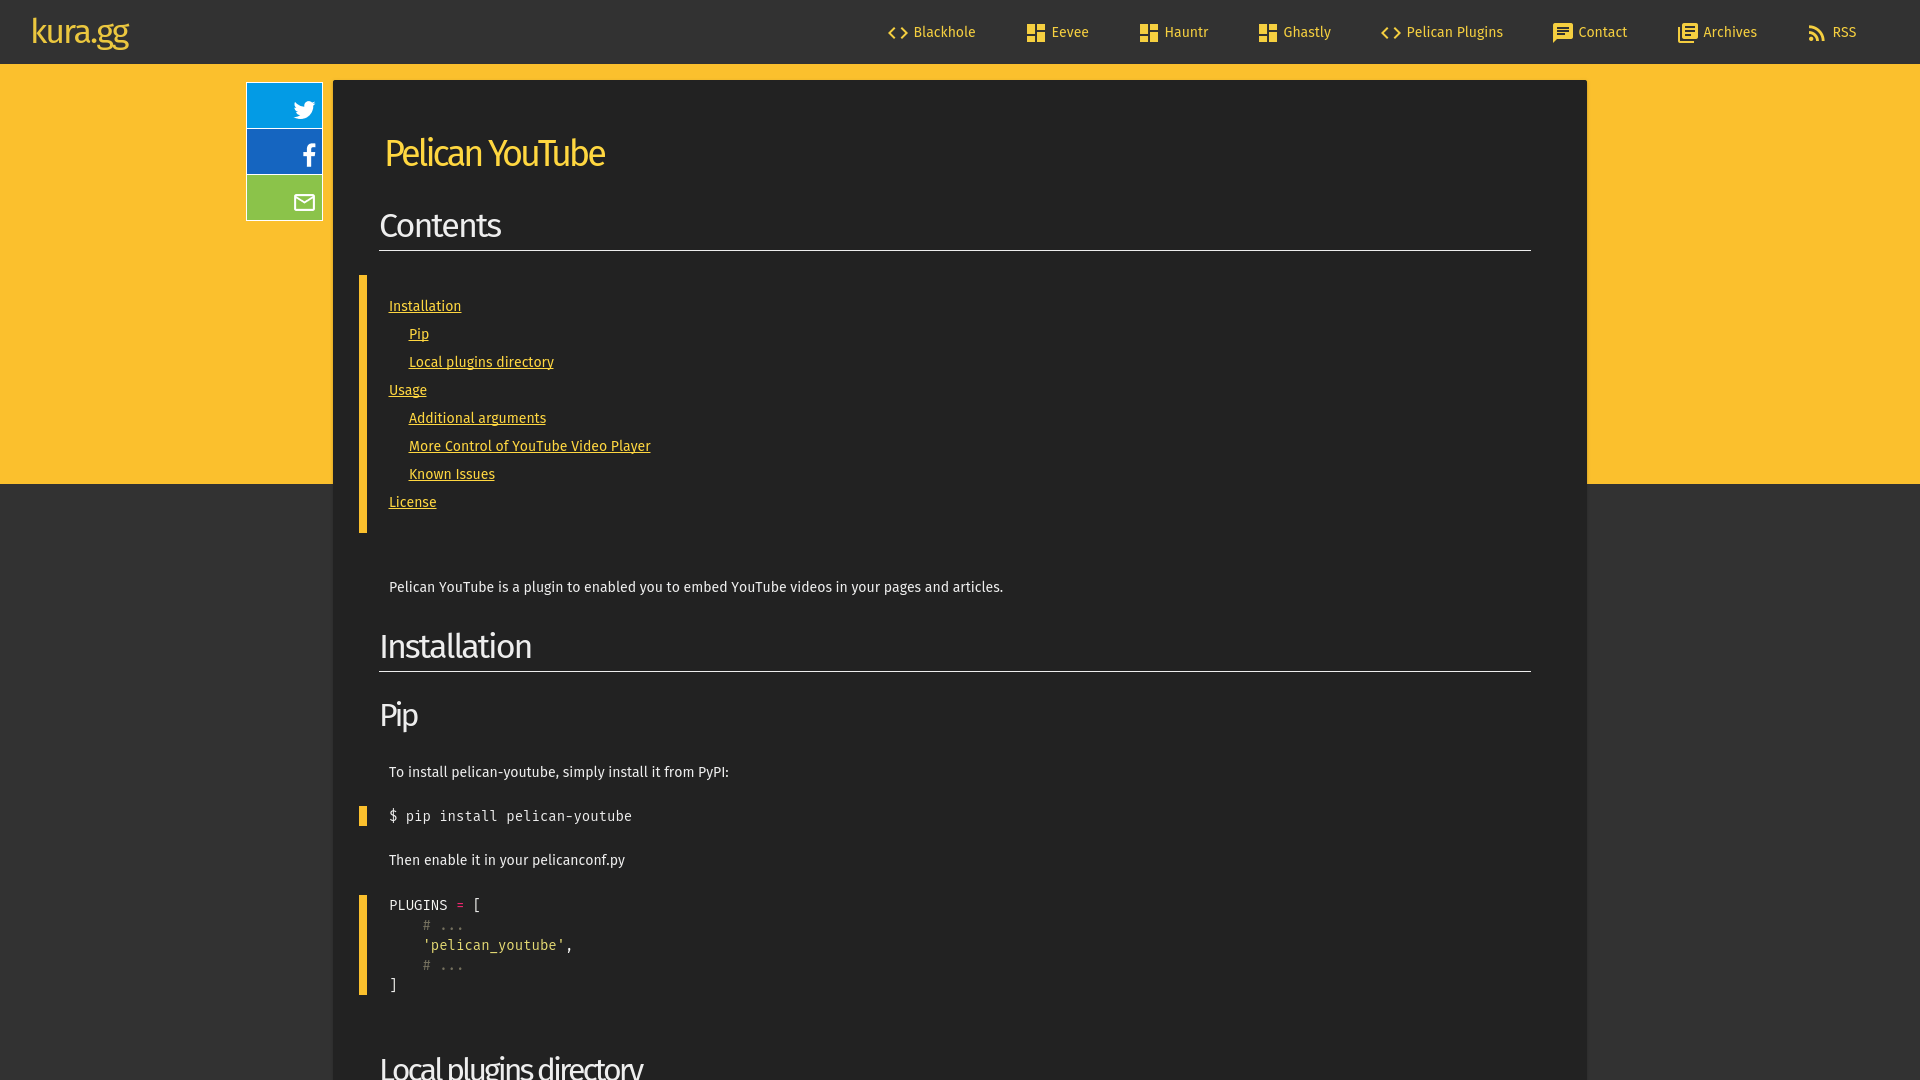 kura.gg
Blackhole
Eevee
Hauntr
Ghastly
Pelican Plugins
Contact
Archives
RSS
Pelican YouTube
Contents
Installation
Pip
Local plugins directory
Usage
Additional arguments
More Control of YouTube Video Player
Known Issues
License
Pelican YouTube is a plugin to enabled you to embed YouTube videos in your pages and articles.
Installation
Pip
To install pelican-youtube, simply install it from PyPI:
$ pip install pelican-youtube
Then enable it in your pelicanconf.py
PLUGINS = [
    # ...
    'pelican_youtube',
    # ...
]
Local plugins directory